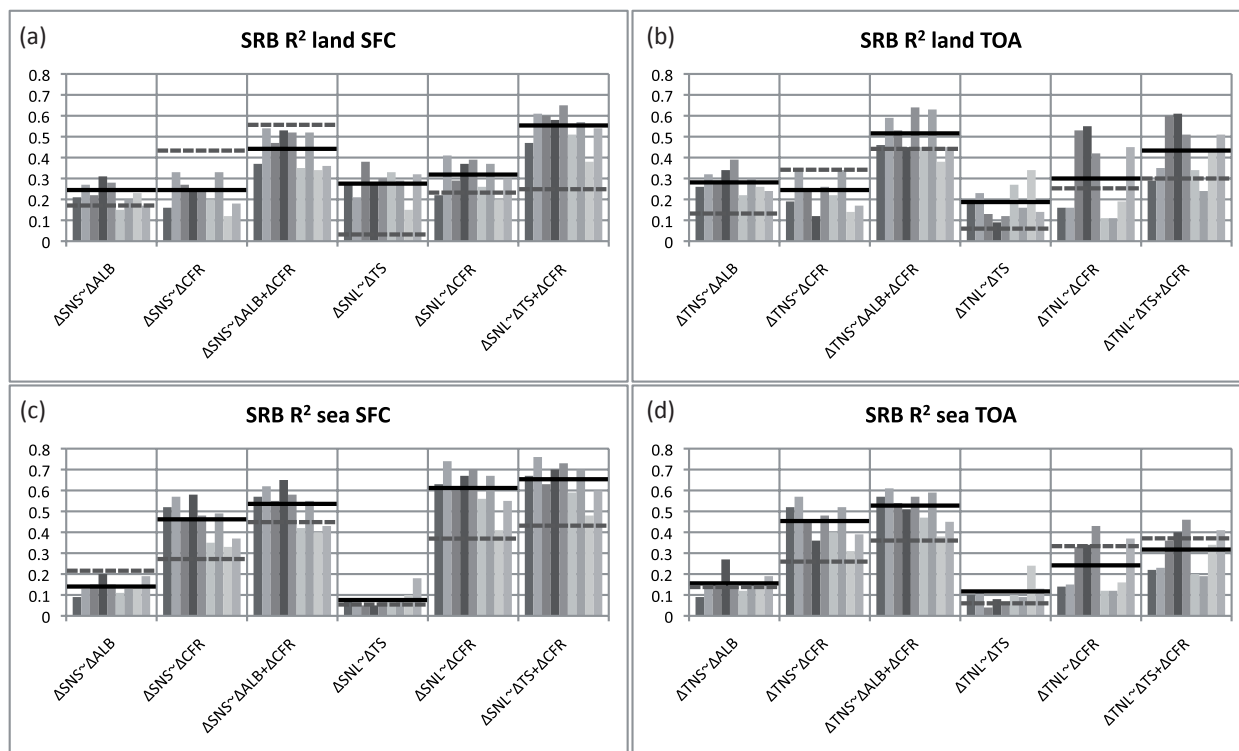 (a)
SRB R² land SFC
0.8
0.7
0.6
0.5
0.4
0.3
0.2
0.1
0
ΔSNS~ΔALB
ΔSNS~ΔCFR
ΔSNS~ΔALB+ΔCFR
ΔSNL~ΔTS
ΔSNL~ΔCFR
ΔSNL~ΔTS+ΔCFR
(b)
SRB R² land TOA
0.8
0.7
0.6
0.5
0.4
0.3
0.2
0.1
0
ΔTNS~ΔALB
ΔTNS~ΔCFR
ΔTNS~ΔALB+ΔCFR
ΔTNL~ΔTS
ΔTNL~ΔCFR
ΔTNL~ΔTS+ΔCFR
(c)
SRB R² sea SFC
0.8
0.7
0.6
0.5
0.4
0.3
0.2
0.1
0
ΔSNS~ΔALB
ΔSNS~ΔCFR
ΔSNS~ΔALB+ΔCFR
ΔSNL~ΔTS
ΔSNL~ΔCFR
ΔSNL~ΔTS+ΔCFR
(d)
SRB R² sea TOA
0.8
0.7
0.6
0.5
0.4
0.3
0.2
0.1
0
ΔTNS~ΔALB
ΔTNS~ΔCFR
ΔTNS~ΔALB+ΔCFR
ΔTNL~ΔTS
ΔTNL~ΔCFR
ΔTNL~ΔTS+ΔCFR